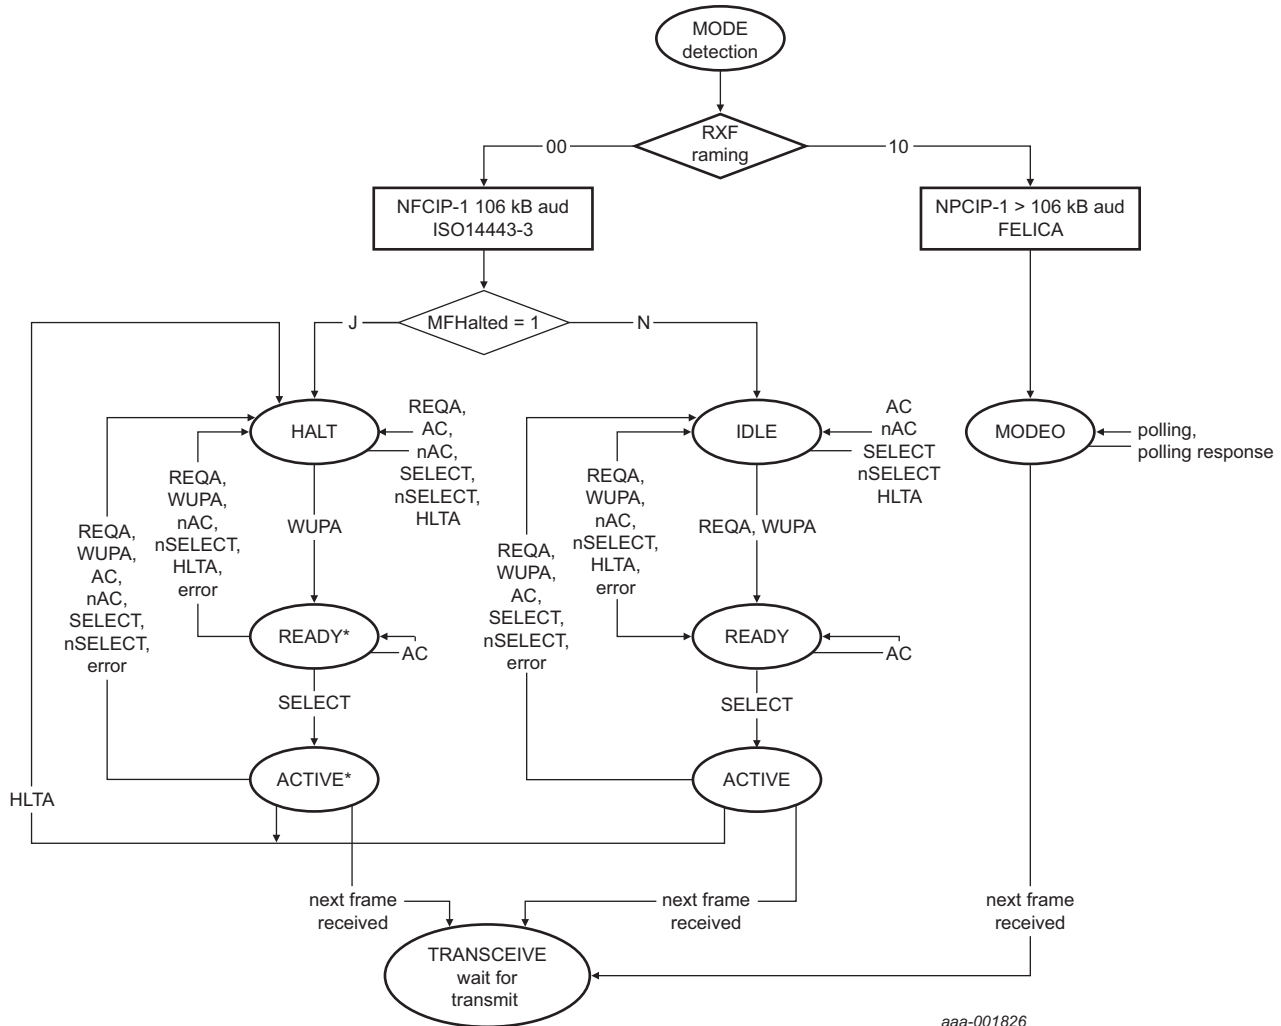 MODE
detection
RXF
raming
00
10
NFCIP-1 106 kB aud
ISO14443-3
NPCIP-1 > 106 kB aud
FELICA
MFHalted = 1
J
N
HALT
REQA,
AC,
nAC,
SELECT,
nSELECT,
HLTA
IDLE
AC
nAC
SELECT
nSELECT
HLTA
MODEO
polling,
polling response
REQA,
WUPA,
AC,
nAC,
SELECT,
nSELECT,
error
REQA,
WUPA,
nAC,
nSELECT,
HLTA,
error
WUPA
REQA,
WUPA,
AC,
SELECT,
nSELECT,
error
REQA,
WUPA,
nAC,
nSELECT,
HLTA,
error
REQA, WUPA
READY*
AC
READY
AC
SELECT
SELECT
ACTIVE*
ACTIVE
HLTA
next frame
received
next frame
received
next frame
received
TRANSCEIVE
wait for
transmit
aaa-001826